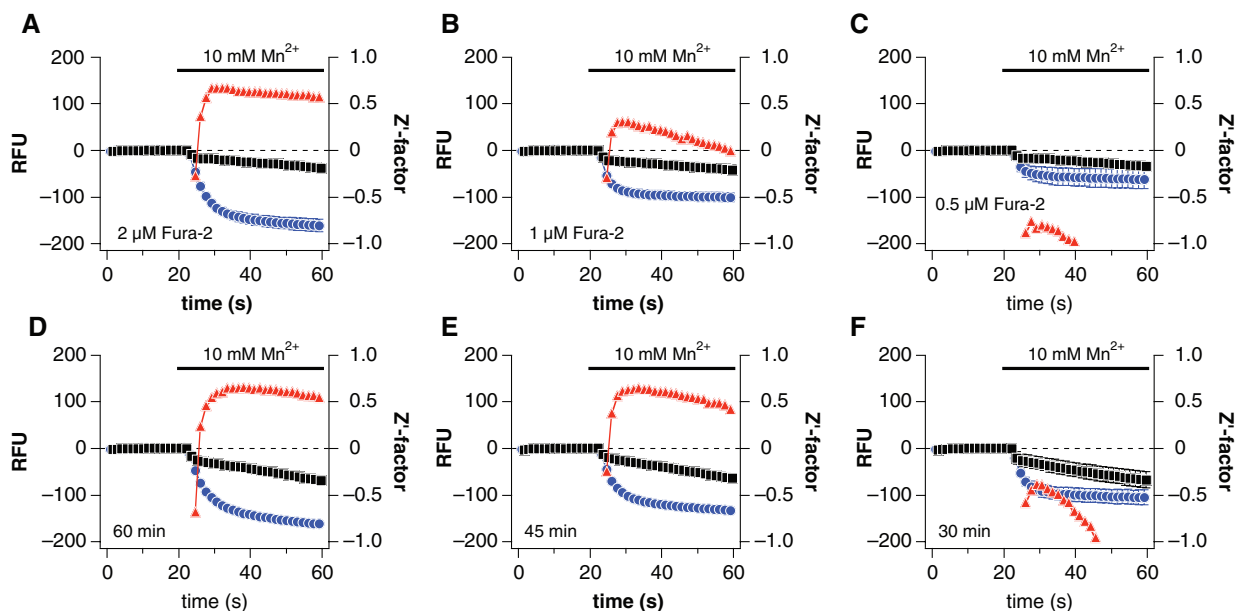 A
B
C
10 mM Mn2+
10 mM Mn2+
10 mM Mn2+
200
100
0
–100
–200
RFU
1.0
0.5
0
–0.5
–1.0
Z'-factor
2 µM Fura-2
0
20
40
60
time (s)
200
100
0
–100
–200
RFU
1.0
0.5
0
–0.5
–1.0
Z'-factor
1 µM Fura-2
0
20
40
60
time (s)
200
100
0
–100
–200
RFU
1.0
0.5
0
–0.5
–1.0
Z'-factor
0.5 µM Fura-2
0
20
40
60
time (s)
D
E
F
10 mM Mn2+
10 mM Mn2+
10 mM Mn2+
200
100
0
–100
–200
RFU
1.0
0.5
0
–0.5
–1.0
Z'-factor
60 min
0
20
40
60
time (s)
200
100
0
–100
–200
RFU
1.0
0.5
0
–0.5
–1.0
Z'-factor
45 min
0
20
40
60
time (s)
200
100
0
–100
–200
RFU
1.0
0.5
0
–0.5
–1.0
Z'-factor
30 min
0
20
40
60
time (s)